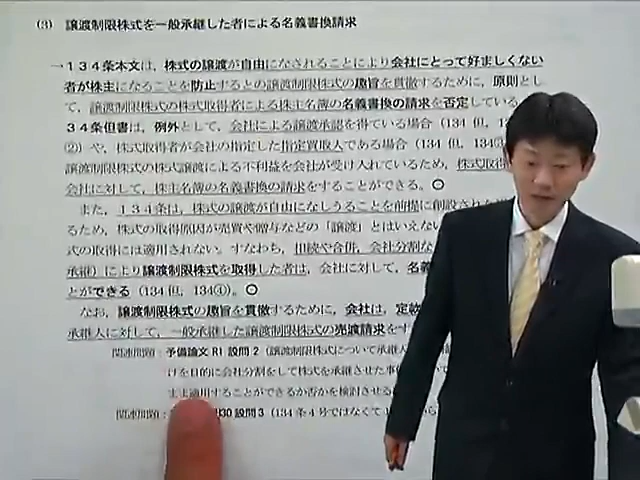 (3) 譲渡制限株式を一般承継した者による名義書換請求
→134条本文は，株式の譲渡が自由になされることにより会社にとって好ましくない
者が株主になることを防止するとの譲渡制限株式の趣旨を貫徹するために，原則とし
て，譲渡制限株式の株式取得者による株主名簿の名義書換の請求を否定している
34条但書は，例外として，会社による譲渡承認を得ている場合（134但，13
②）や，株式取得者が会社の指定した指定買取人である場合（134但，134③
譲渡制限株式の株式譲渡による不利益を会社が受け入れているため，株式取得
会社に対して，株主名簿の名義書換の請求をすることができる。○
また，134条は，株式の譲渡が自由になしうることを前提に創設された
るため，株式の取得原因が売買や贈与などの「譲渡」とはいえない
式の取得には適用されない。すなわち，相続や合併，会社分割な
承継）により譲渡制限株式を取得した者は，会社に対して，名義
とができる（134但，134④）。○
なお，譲渡制限株式の趣旨を貫徹するために，会社は，定款
承継人に対して，一般承継した譲渡制限株式の売渡請求をす
関連問題：予備論文 R1 設問2（譲渡制限株式について承継人
けを目的に会社分割をして株式を承継させた事
まま適用することができるか否かを検討させる
関連問題： H30 設問3（134条4号ではなくて